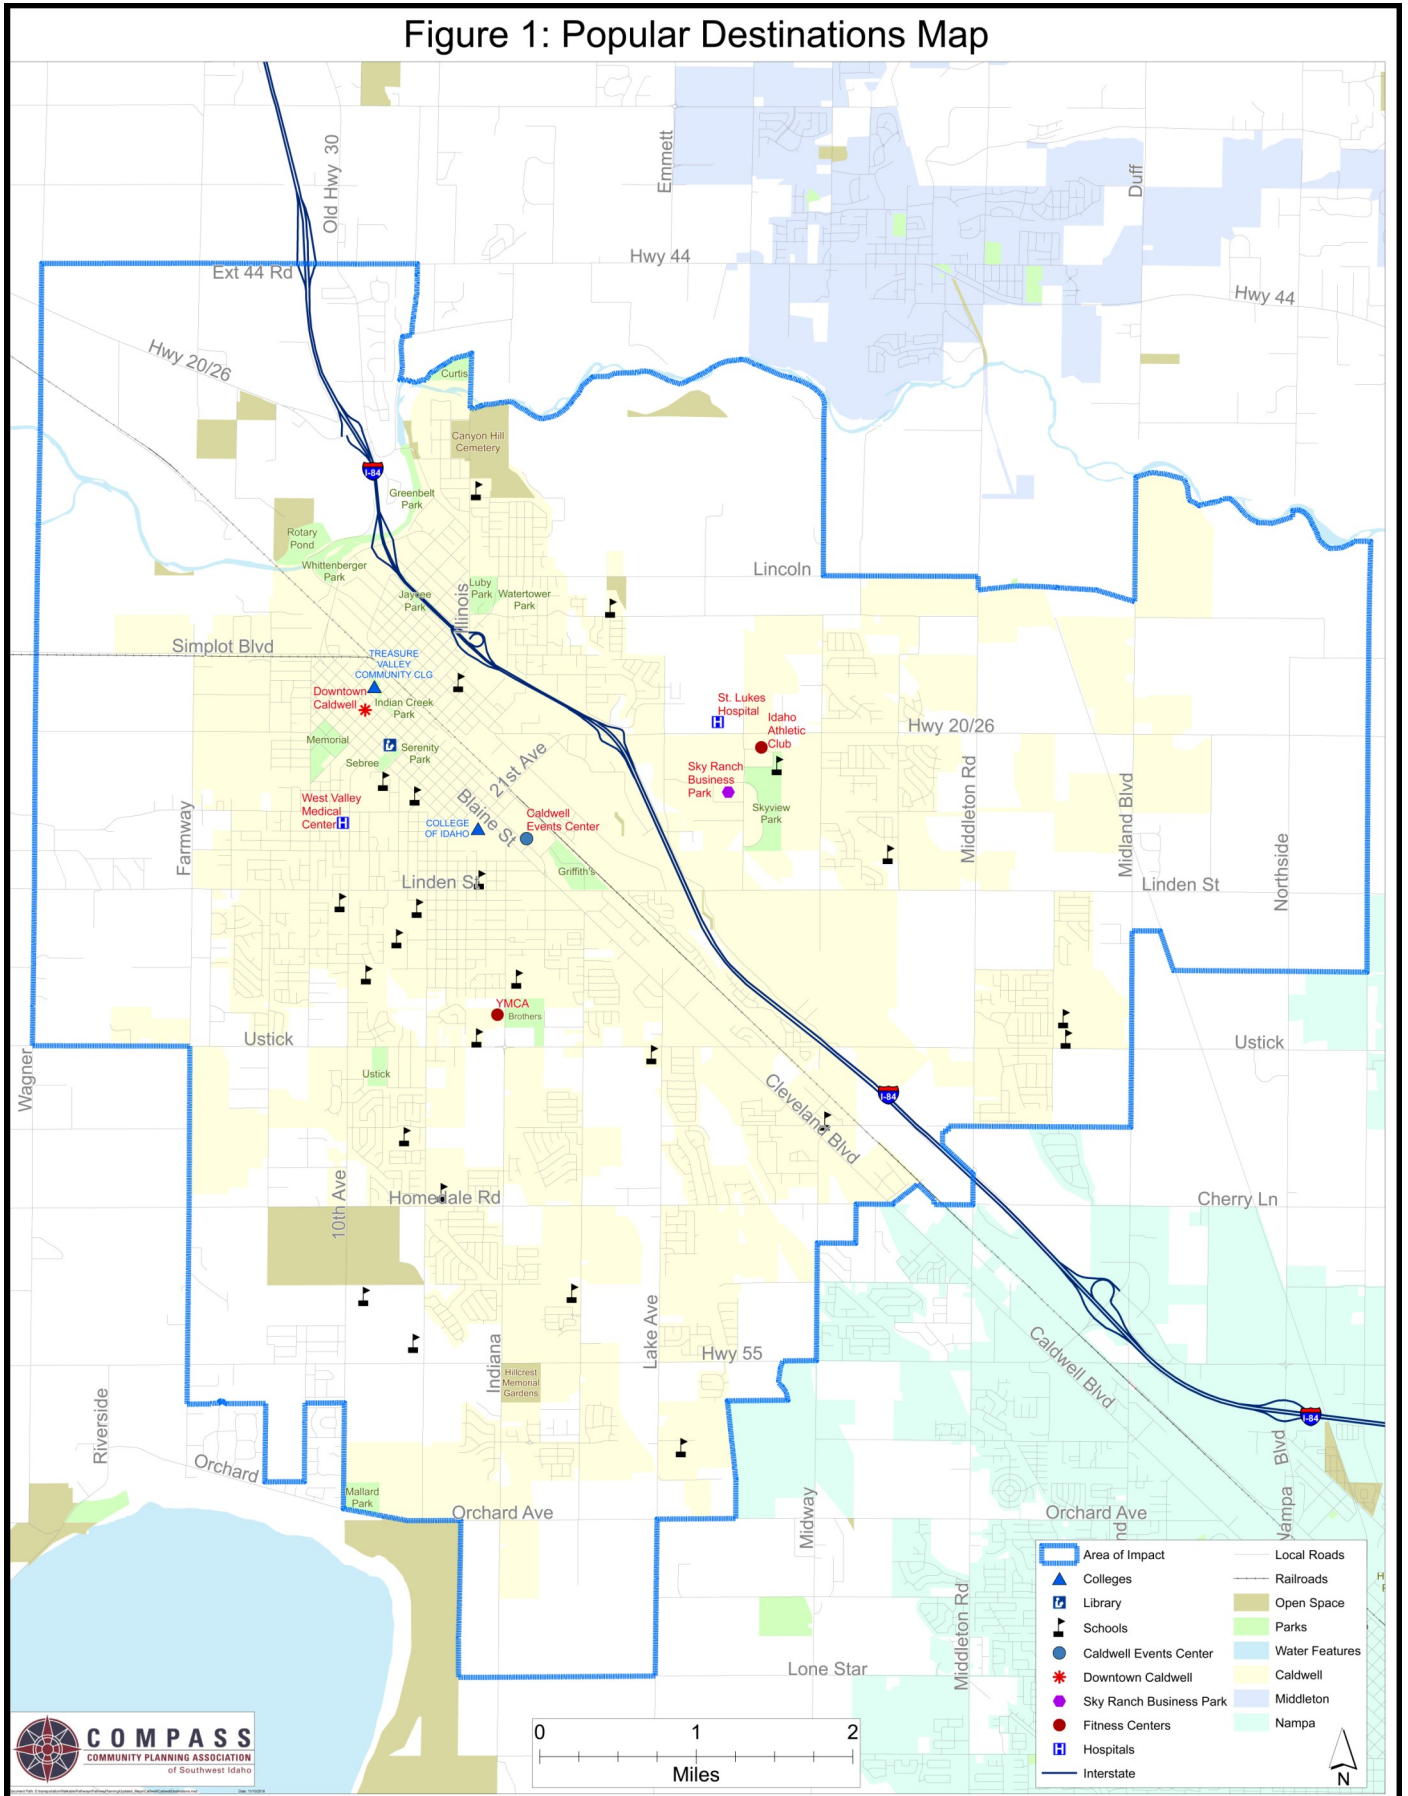 Figure 1: Popular Destinations Map
Old Hwy 30
Emmett
Duff
Hwy 44
Ext 44 Rd
Hwy 44
Hwy 20/26
Curtis
Canyon Hill
Cemetery
I-84
Greenbelt
Park
Rotary
Pond
Whittenberger
Park
Lincoln
Luby
Park
Watertower
Park
Jaycee
Park
Illinois
Simplot Blvd
TREASURE
VALLEY
COMMUNITY CLG
Downtown
Caldwell
Indian Creek
Park
St. Lukes
Hospital
Idaho
Athletic
Club
Hwy 20/26
Memorial
Serenity
Park
Sebree
21st Ave
Sky Ranch
Business
Park
Middleton Rd
Midland Blvd
West Valley
Medical
Center
Blaine St
Caldwell
Events Center
Skyview
Park
COLLEGE
OF IDAHO
Farmway
Northside
Griffith's
Linden St
Linden St
YMCA
Brothers
Ustick
Ustick
Wagner
Ustick
Cleveland Blvd
I-84
10th Ave
Homedale Rd
Cherry Ln
Lake Ave
Indiana
Hwy 55
Caldwell Blvd
Hillcrest
Memorial
Gardens
Riverside
I-84
Orchard
Mallard
Park
Orchard Ave
Midway
Orchard Ave
Blvd
Nampa
Middleton Rd
Lone Star
Area of Impact
Colleges
Library
Schools
Caldwell Events Center
Downtown Caldwell
Sky Ranch Business Park
Fitness Centers
Hospitals
Interstate
Local Roads
Railroads
Open Space
Parks
Water Features
Caldwell
Middleton
Nampa
N
0 1 2
Miles
COMPASS
COMMUNITY PLANNING ASSOCIATION
of Southwest Idaho